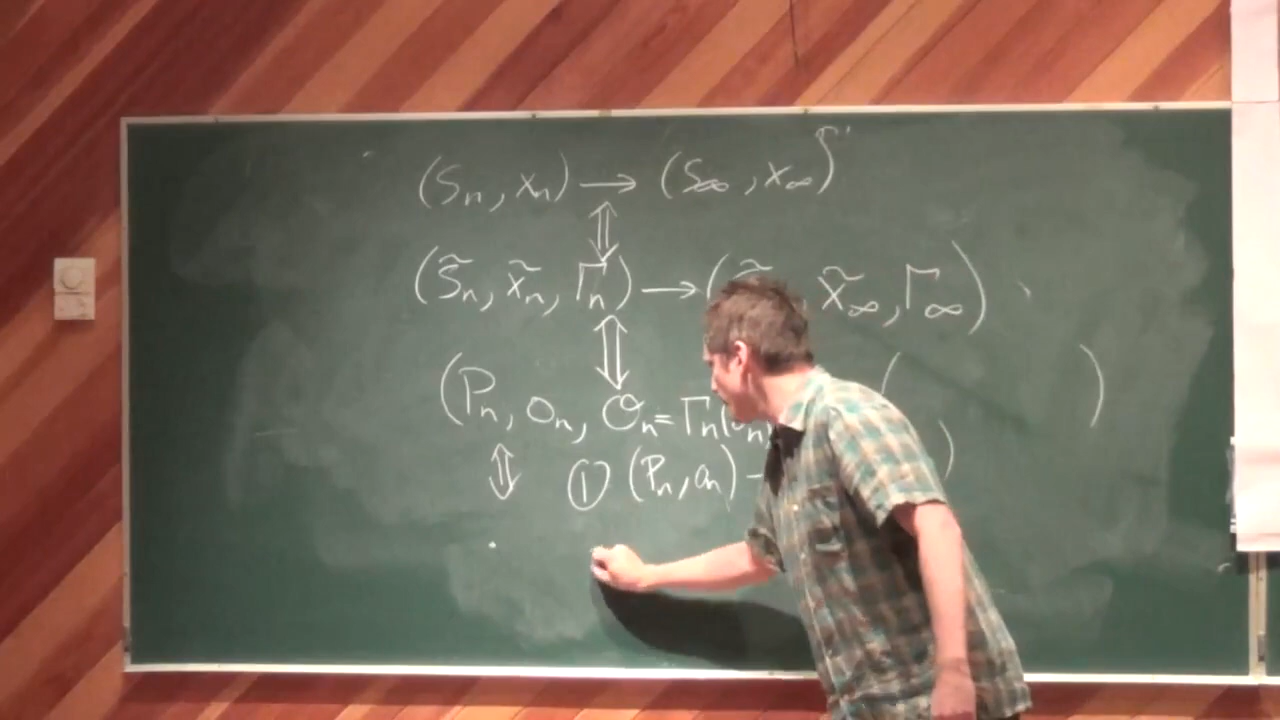 (Sₙ, xₙ) → (S∞, x∞)
⇕
(S̃ₙ, x̃ₙ, Γₙ) → ( , x̃∞, Γ∞)
⇕
(Pₙ, oₙ, 𝒪ₙ = Γₙ(oₙ) ( )
⇕ ① (Pₙ, oₙ) – )